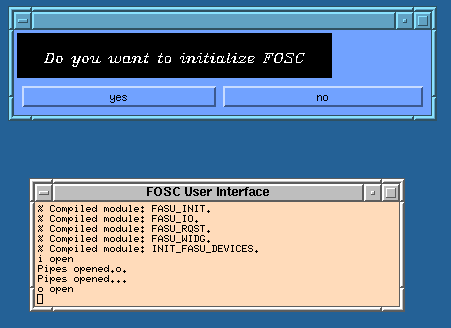 Do you want to initialize FOSC
yes
no
FOSC User Interface
% Compiled module: FASU_INIT.
% Compiled module: FASU_IO.
% Compiled module: FASU_RQST.
% Compiled module: FASU_WIDG.
% Compiled module: INIT_FASU_DEVICES.
i open
Pipes opened.o.
Pipes opened...
o open